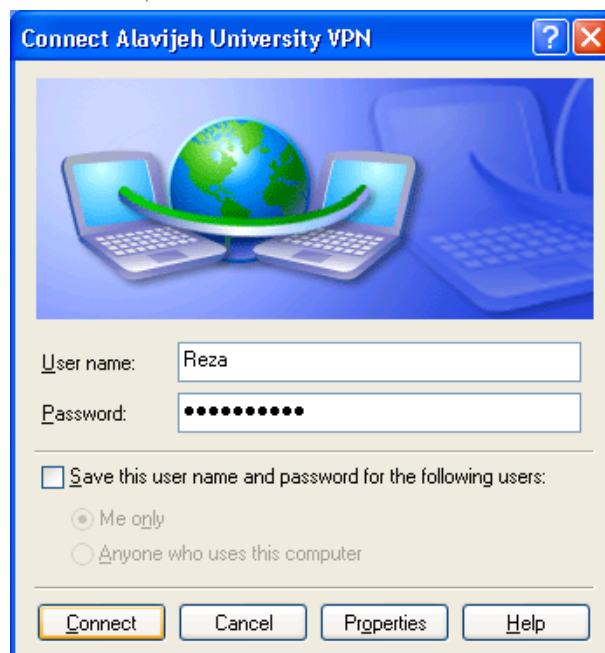 Connect Alavijeh University VPN
User name: Reza
Password: ●●●●●●●●●●
Save this user name and password for the following users:
Me only
Anyone who uses this computer
Connect Cancel Properties Help